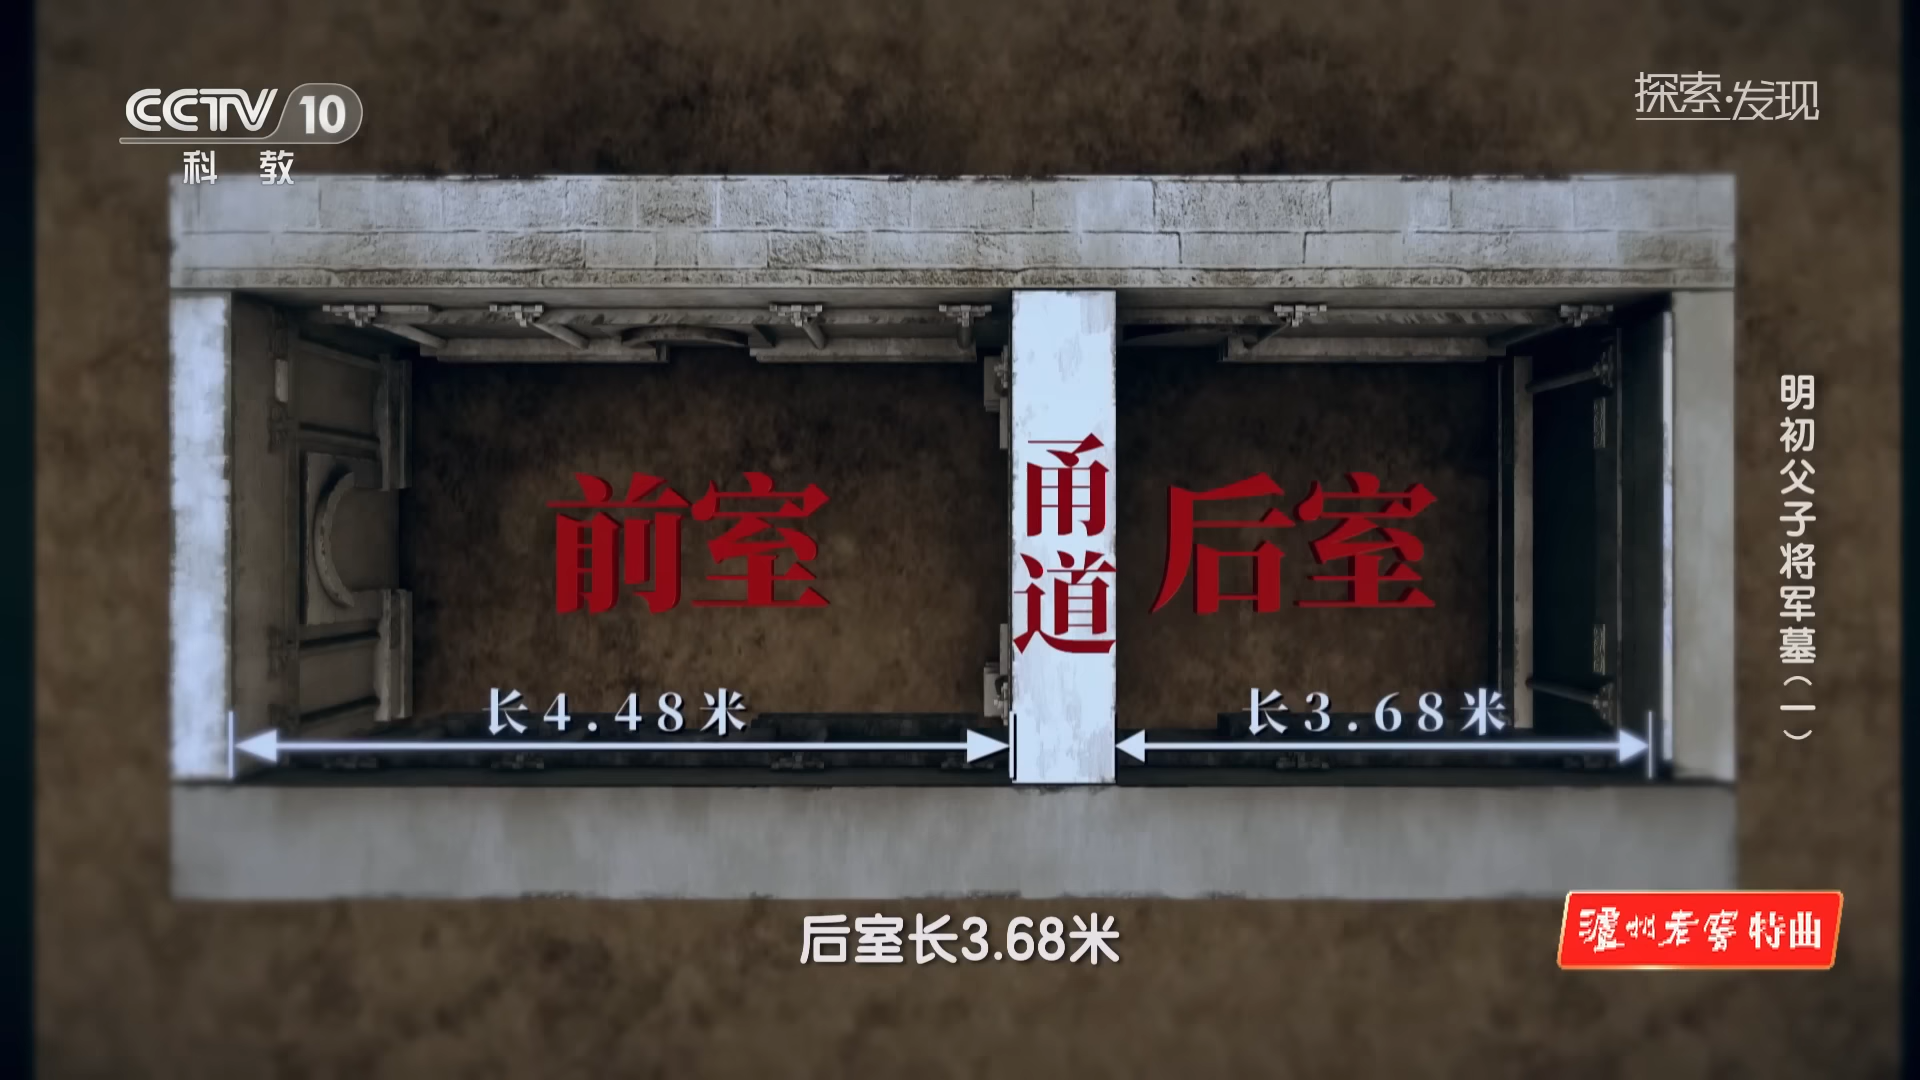 CCTV 10
科 教
探索·发现
前室
甬道
后室
长4.48米
长3.68米
明初父子将军墓（一）
后室长3.68米
泸州老窖 特曲